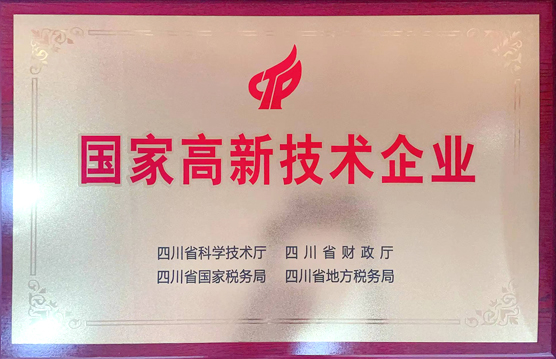 国家高新技术企业
四川省科学技术厅 四川省财政厅
四川省国家税务局 四川省地方税务局